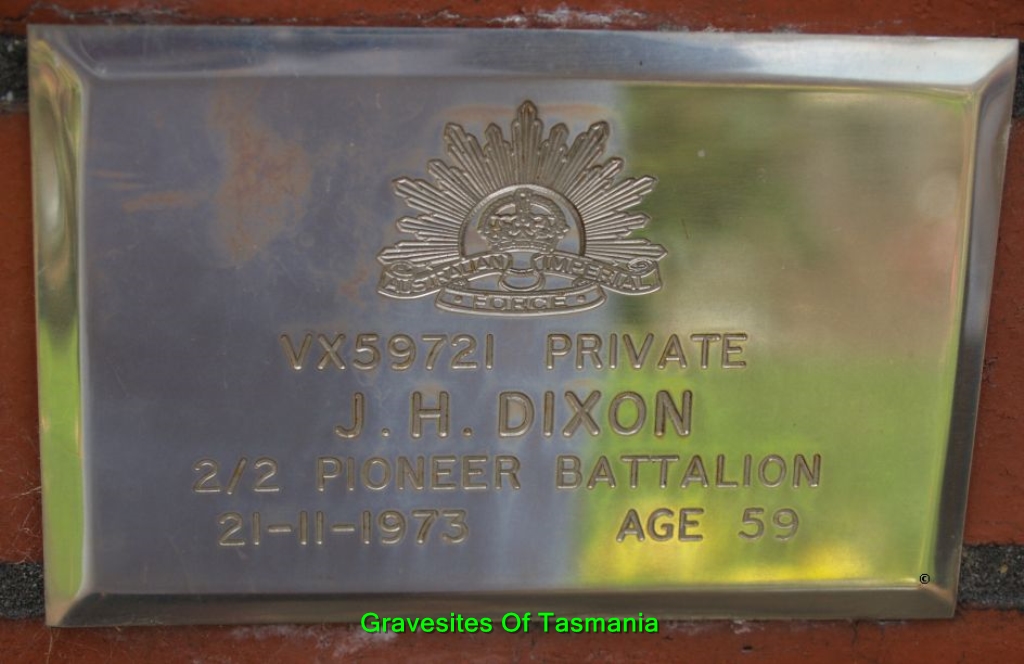 AUSTRALIAN IMPERIAL
FORCE
VX59721 PRIVATE
J. H. DIXON
2/2 PIONEER BATTALION
21-11-1973 AGE 59
©
Gravesites Of Tasmania